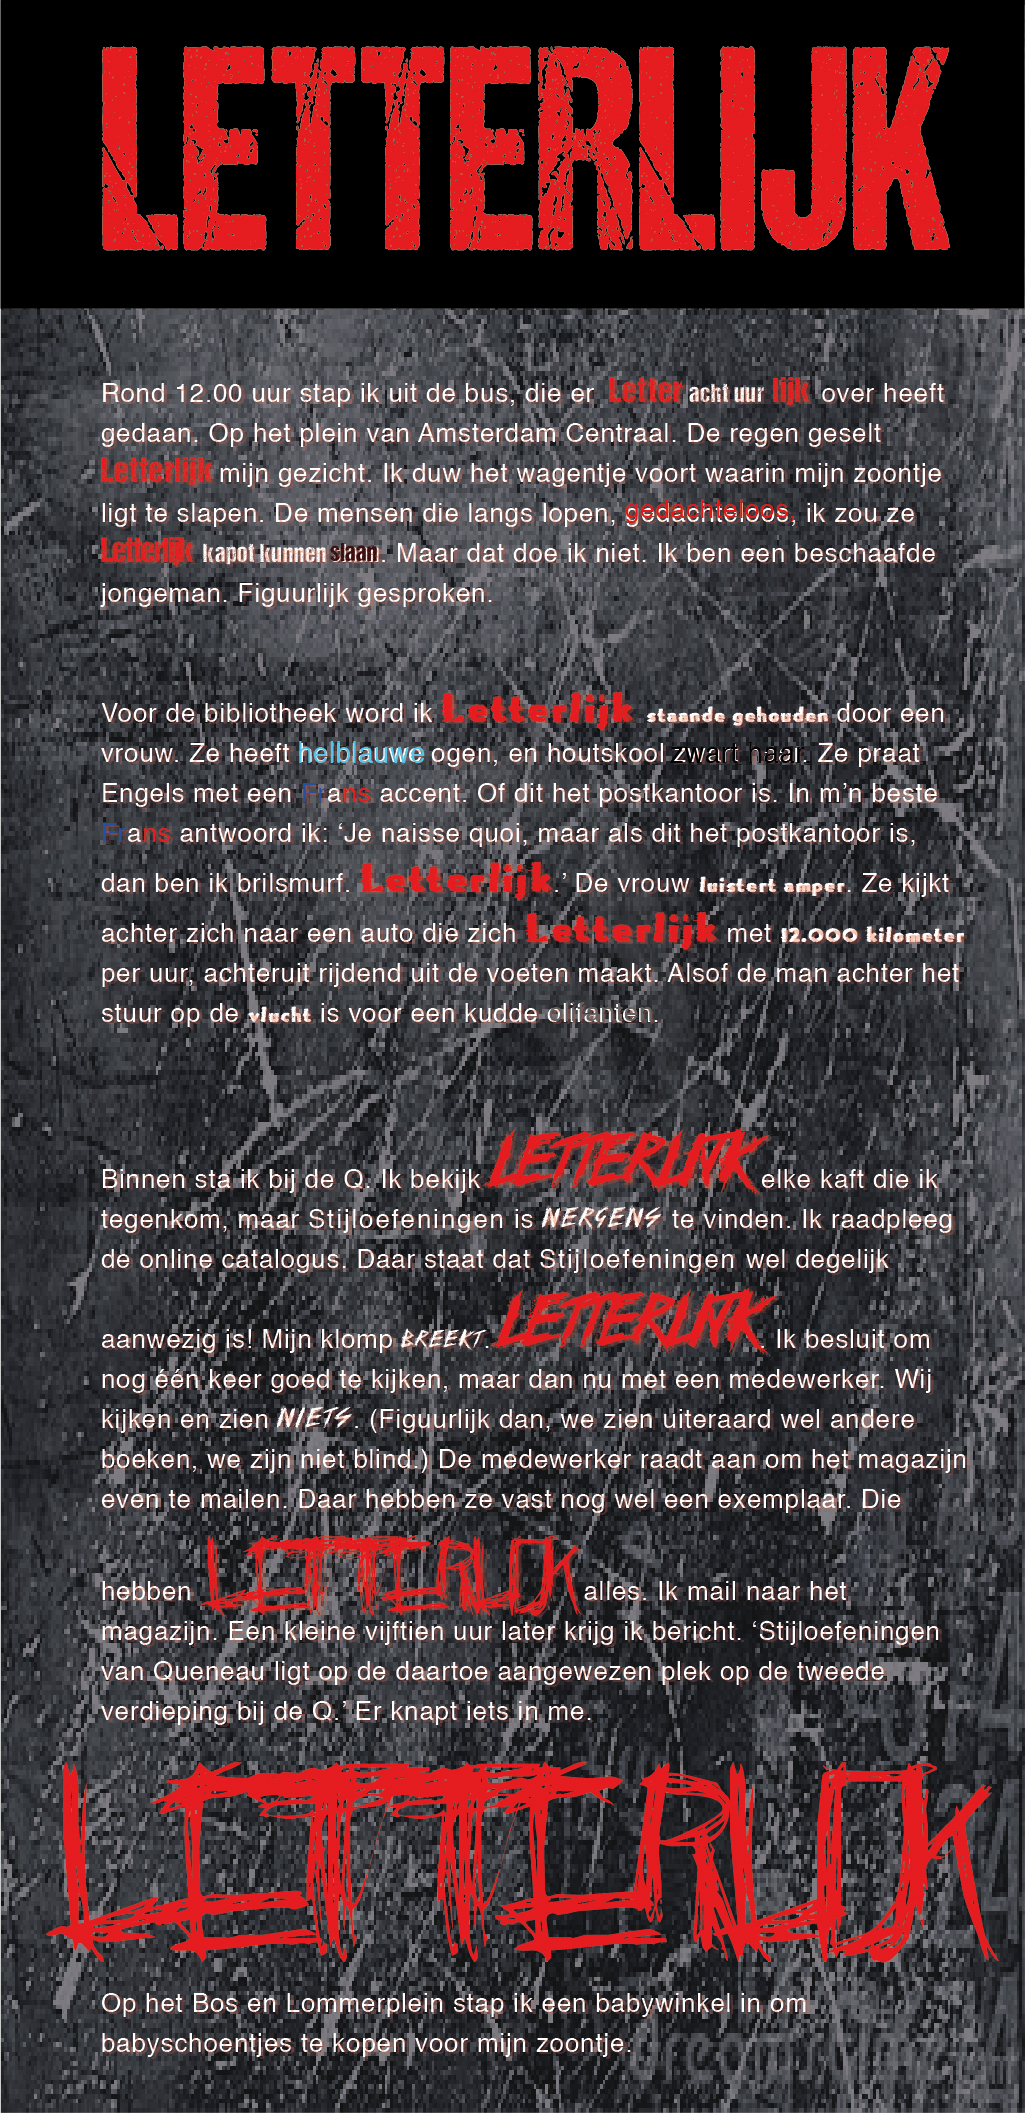 LETTERLIJK
Rond 12.00 uur stap ik uit de bus, die er Letter acht uur lijk over heeft
gedaan. Op het plein van Amsterdam Centraal. De regen geselt
Letterlijk mijn gezicht. Ik duw het wagentje voort waarin mijn zoontje
ligt te slapen. De mensen die langs lopen, gedachteloos, ik zou ze
Letterlijk kapot kunnen slaan. Maar dat doe ik niet. Ik ben een beschaafde
jongeman. Figuurlijk gesproken.
Voor de bibliotheek word ik Letterlijk staande gehouden door een
vrouw. Ze heeft helblauwe ogen, en houtskool zwart haar. Ze praat
Engels met een Frans accent. Of dit het postkantoor is. In m’n beste
Frans antwoord ik: ‘Je naisse quoi, maar als dit het postkantoor is,
dan ben ik brilsmurf. Letterlijk.’ De vrouw luistert amper. Ze kijkt
achter zich naar een auto die zich Letterlijk met 12.000 kilometer
per uur, achteruit rijdend uit de voeten maakt. Alsof de man achter het
stuur op de vlucht is voor een kudde olifanten.
Binnen sta ik bij de Q. Ik bekijk LETTERLIJK elke kaft die ik
tegenkom, maar Stijloefeningen is NERGENS te vinden. Ik raadpleeg
de online catalogus. Daar staat dat Stijloefeningen wel degelijk
aanwezig is! Mijn klomp BREEKT. LETTERLIJK. Ik besluit om
nog één keer goed te kijken, maar dan nu met een medewerker. Wij
kijken en zien NIETS. (Figuurlijk dan, we zien uiteraard wel andere
boeken, we zijn niet blind.) De medewerker raadt aan om het magazijn
even te mailen. Daar hebben ze vast nog wel een exemplaar. Die
hebben LETTERLIJK alles. Ik mail naar het
magazijn. Een kleine vijftien uur later krijg ik bericht. ‘Stijloefeningen
van Queneau ligt op de daartoe aangewezen plek op de tweede
verdieping bij de Q.’ Er knapt iets in me.
LETTERLIJK
Op het Bos en Lommerplein stap ik een babywinkel in om
babyschoentjes te kopen voor mijn zoontje.